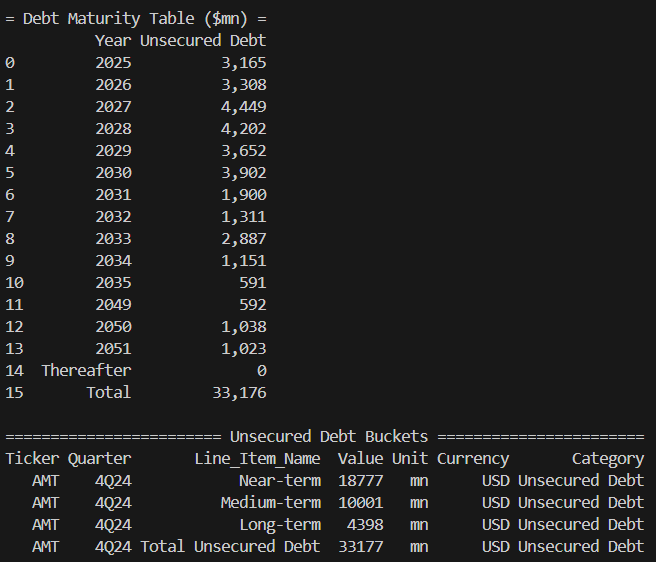 = Debt Maturity Table ($mn) =
Year Unsecured Debt
0 2025 3,165
1 2026 3,308
2 2027 4,449
3 2028 4,202
4 2029 3,652
5 2030 3,902
6 2031 1,900
7 2032 1,311
8 2033 2,887
9 2034 1,151
10 2035 591
11 2049 592
12 2050 1,038
13 2051 1,023
14 Thereafter 0
15 Total 33,176
======================== Unsecured Debt Buckets =======================
Ticker Quarter Line_Item_Name Value Unit Currency Category
AMT 4Q24 Near-term 18777 mn USD Unsecured Debt
AMT 4Q24 Medium-term 10001 mn USD Unsecured Debt
AMT 4Q24 Long-term 4398 mn USD Unsecured Debt
AMT 4Q24 Total Unsecured Debt 33177 mn USD Unsecured Debt